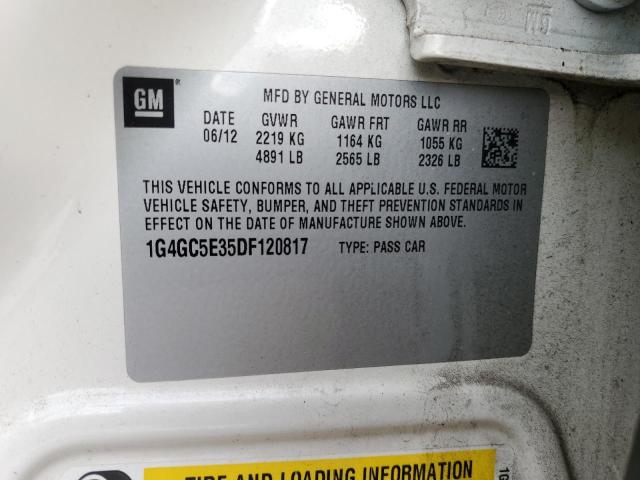 GM ®
MFD BY GENERAL MOTORS LLC
DATE GVWR GAWR FRT GAWR RR
06/12 2219 KG 1164 KG 1055 KG
4891 LB 2565 LB 2326 LB
THIS VEHICLE CONFORMS TO ALL APPLICABLE U.S. FEDERAL MOTOR
VEHICLE SAFETY, BUMPER, AND THEFT PREVENTION STANDARDS IN
EFFECT ON THE DATE OF MANUFACTURE SHOWN ABOVE.
1G4GC5E35DF120817 TYPE: PASS CAR
TIRE AND LOADING INFORMATION